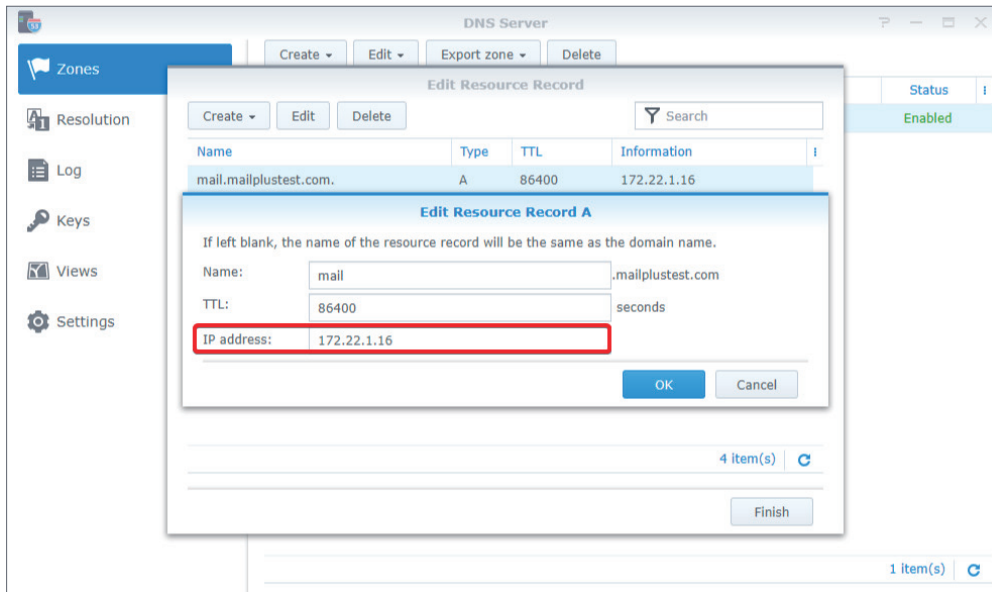 DNS Server
Create Edit Export zone Delete
Zones
Edit Resource Record
Status
Create Edit Delete Search
Enabled
Resolution
Name Type TTL Information
Log
mail.mailplustest.com. A 86400 172.22.1.16
Edit Resource Record A
Keys
If left blank, the name of the resource record will be the same as the domain name.
Views
Name: mail .mailplustest.com
TTL: 86400 seconds
Settings
IP address: 172.22.1.16
OK Cancel
4 item(s)
Finish
1 item(s)